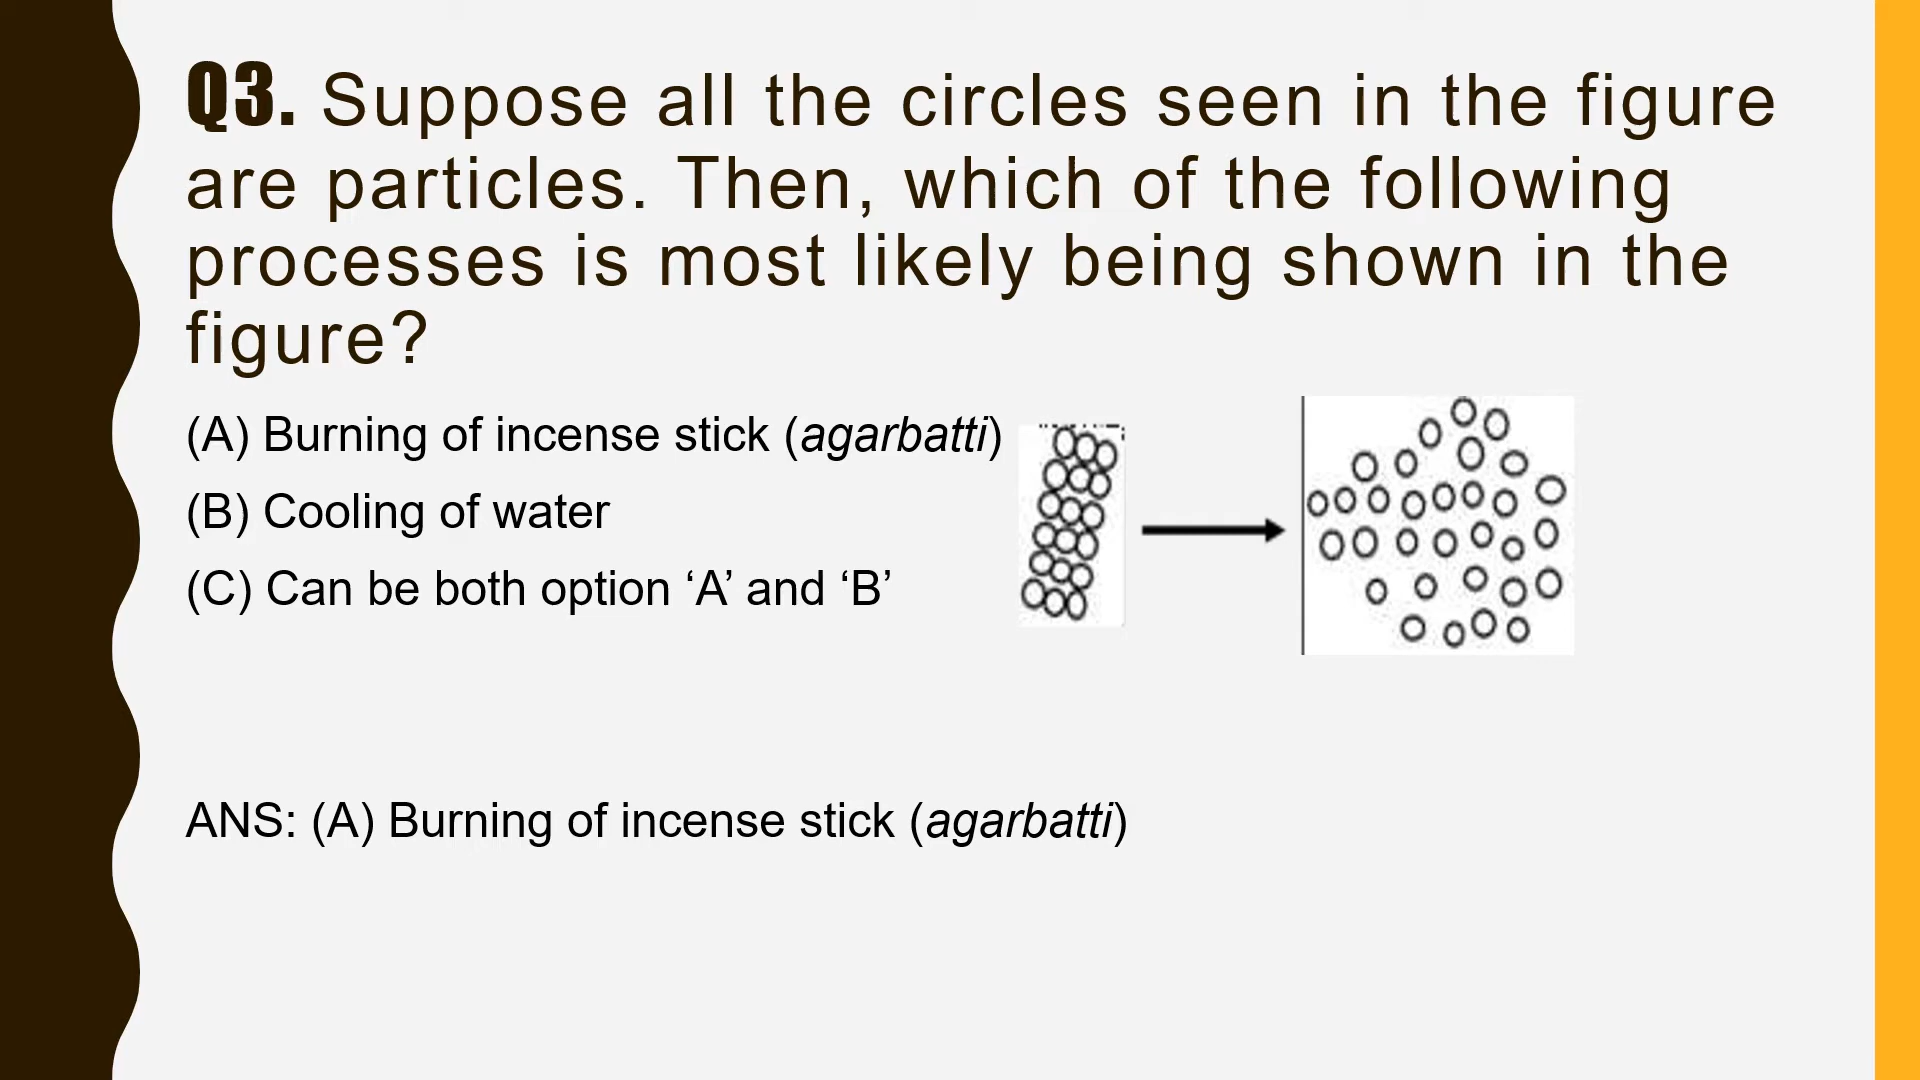 Q3. Suppose all the circles seen in the figure
are particles. Then, which of the following
processes is most likely being shown in the
figure?
(A) Burning of incense stick (agarbatti)
(B) Cooling of water
(C) Can be both option ‘A’ and ‘B’
ANS: (A) Burning of incense stick (agarbatti)